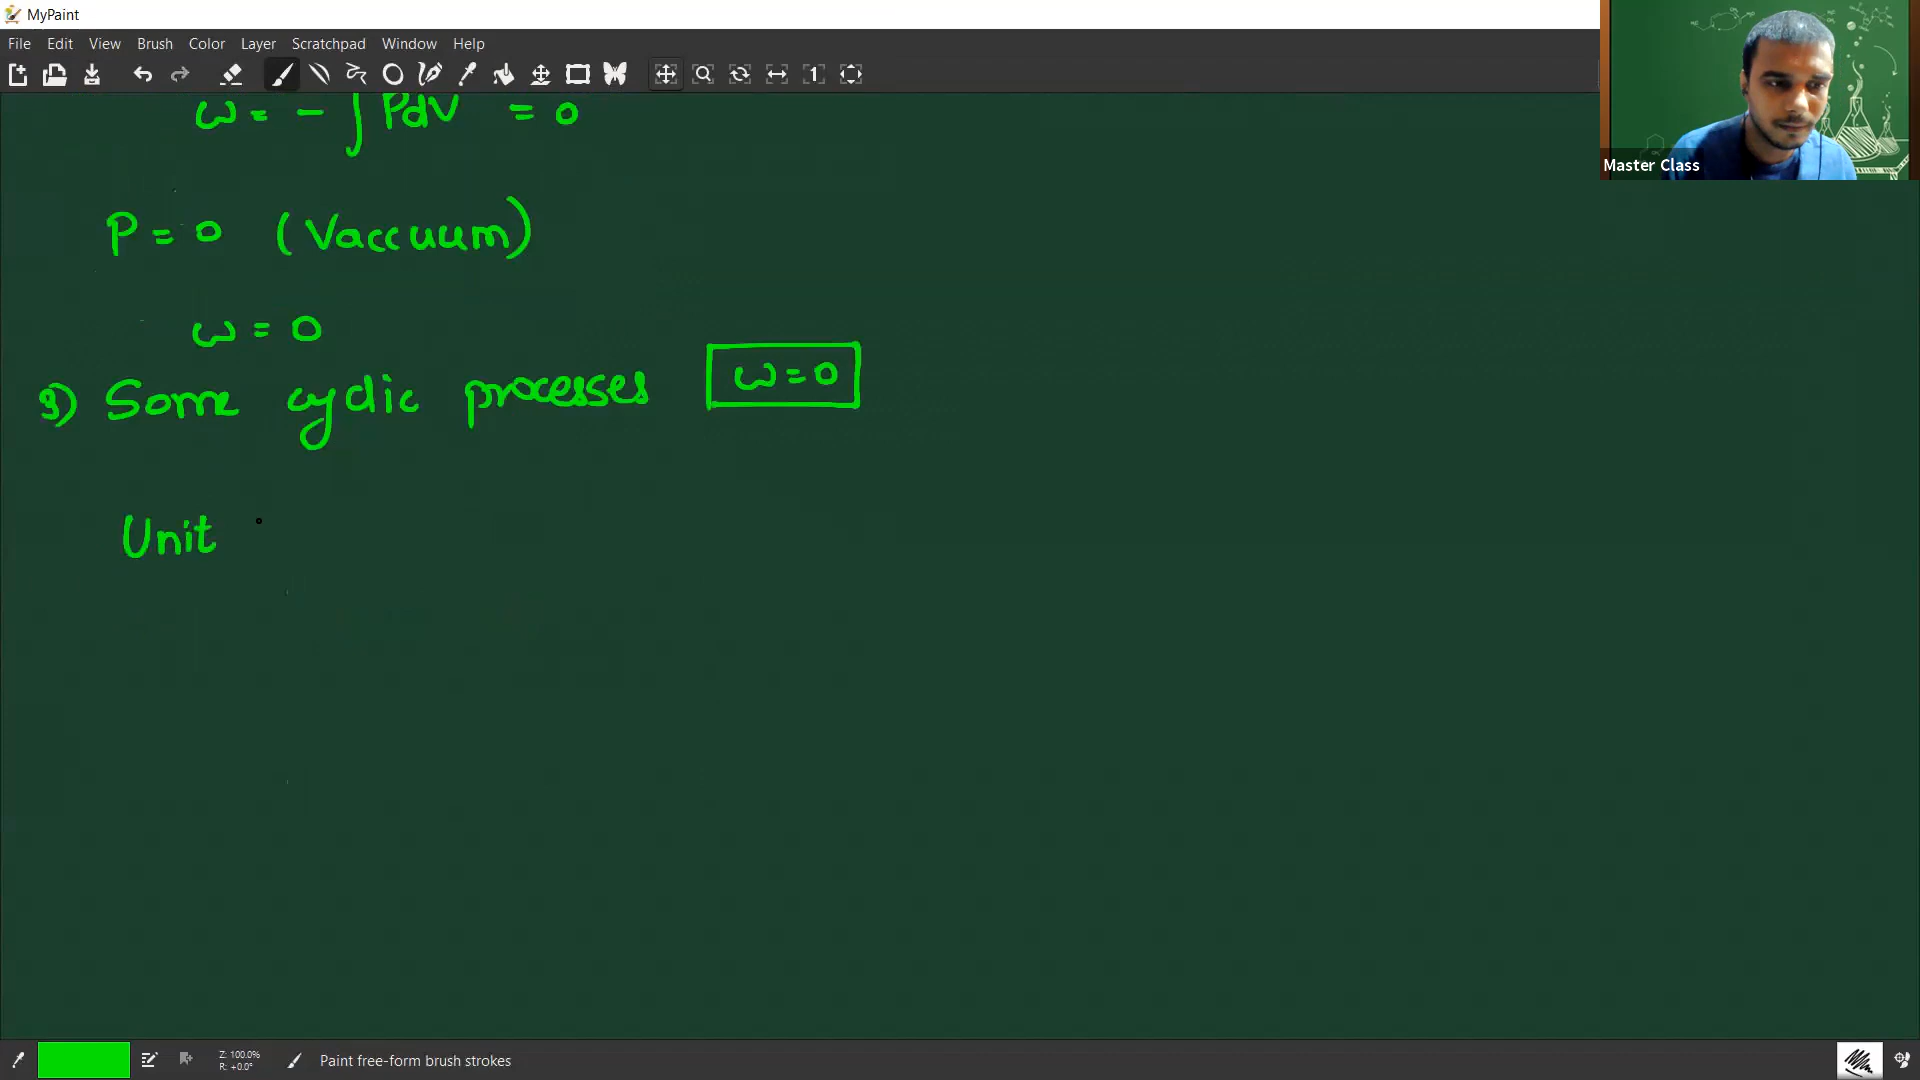 MyPaint
File Edit View Brush Color Layer Scratchpad Window Help
ω = - ∫ PdV = 0
P = 0 (Vaccuum)
ω = 0
3) Some cyclic processes ω = 0
Unit
Master Class
Z: 100.0%
R: +0.0°
Paint free-form brush strokes